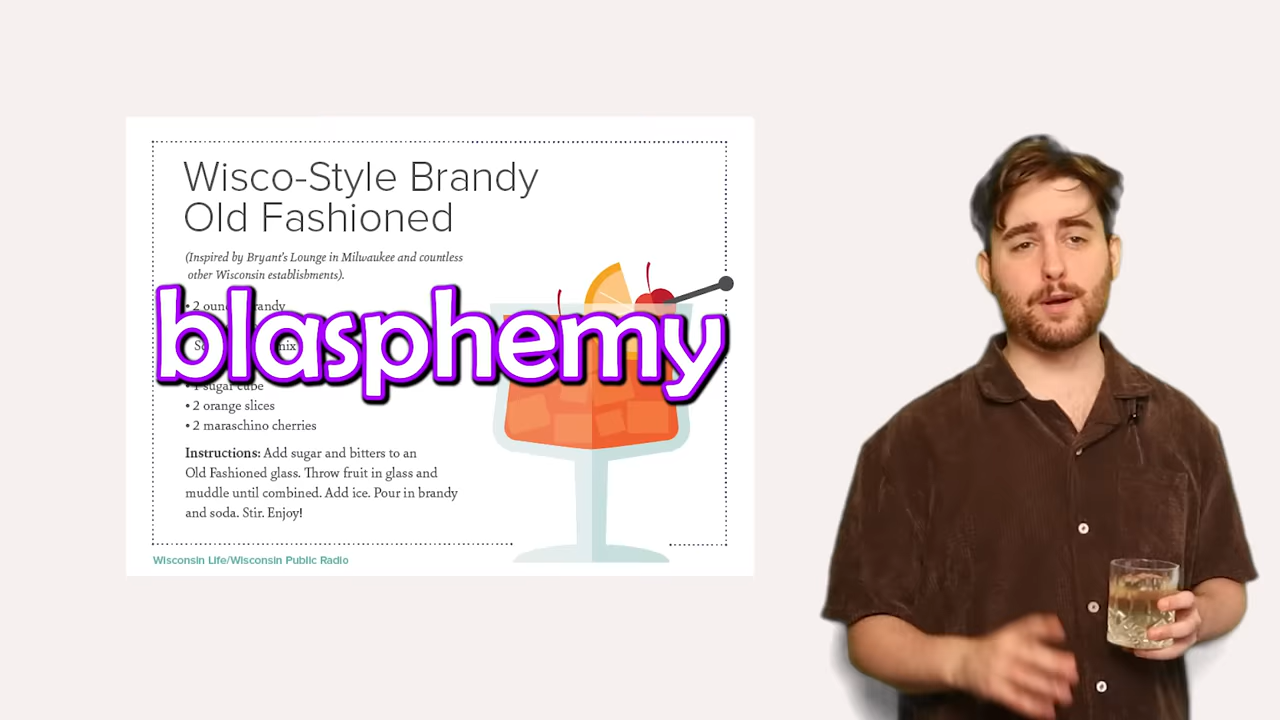 Wisco-Style Brandy
Old Fashioned
(Inspired by Bryant's Lounge in Milwaukee and countless
other Wisconsin establishments).
• 2
blasphemy
cube
• 2 orange slices
• 2 maraschino cherries
Instructions: Add sugar and bitters to an
Old Fashioned glass. Throw fruit in glass and
muddle until combined. Add ice. Pour in brandy
and soda. Stir. Enjoy!
Wisconsin Life/Wisconsin Public Radio